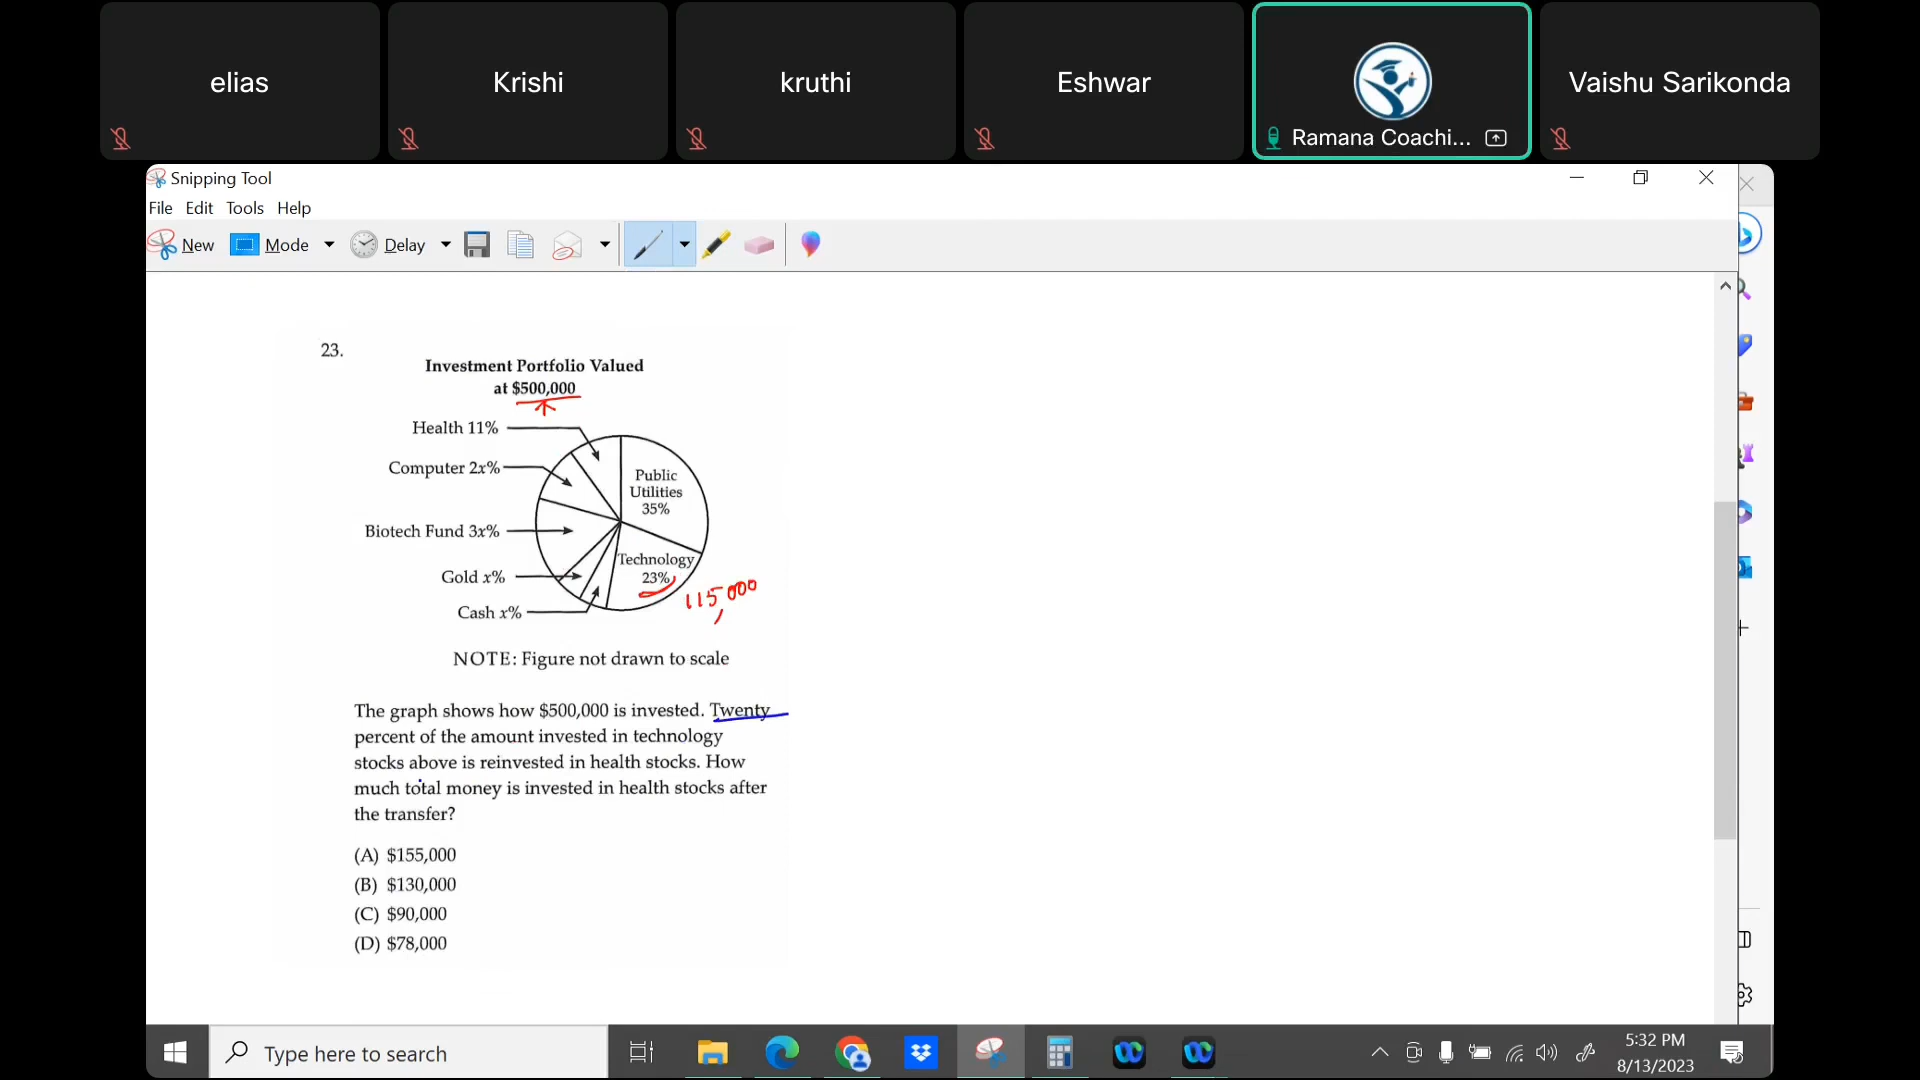 elias
Krishi
kruthi
Eshwar
Ramana Coachi...
Vaishu Sarikonda
Snipping Tool
File Edit Tools Help
New Mode Delay
23.
Investment Portfolio Valued
at $500,000
Health 11%
Computer 2x%
Public
Utilities
35%
Biotech Fund 3x%
Technology
23%
Gold x%
115,000
Cash x%
NOTE: Figure not drawn to scale
The graph shows how $500,000 is invested. Twenty
percent of the amount invested in technology
stocks above is reinvested in health stocks. How
much total money is invested in health stocks after
the transfer?
(A) $155,000
(B) $130,000
(C) $90,000
(D) $78,000
Type here to search
5:32 PM
8/13/2023